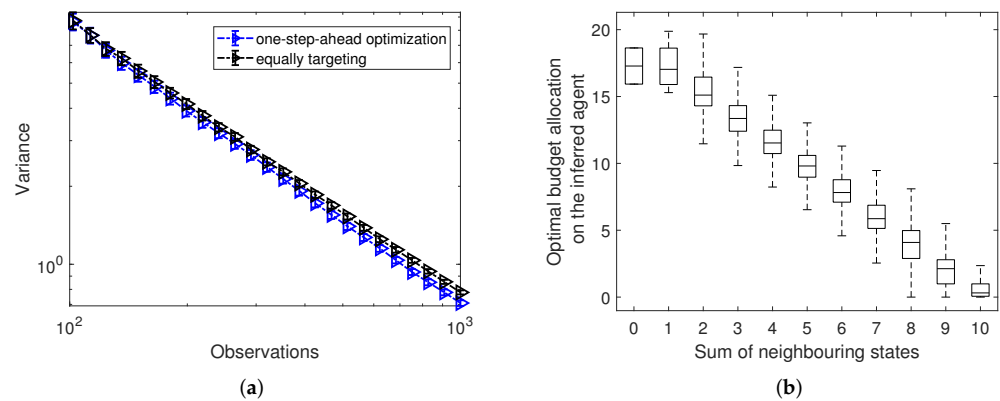 one-step-ahead optimization
equally targeting
Variance
10^0
10^2
10^3
Observations
(a)
Optimal budget allocation
on the inferred agent
20
15
10
5
0
0 1 2 3 4 5 6 7 8 9 10
Sum of neighbouring states
(b)